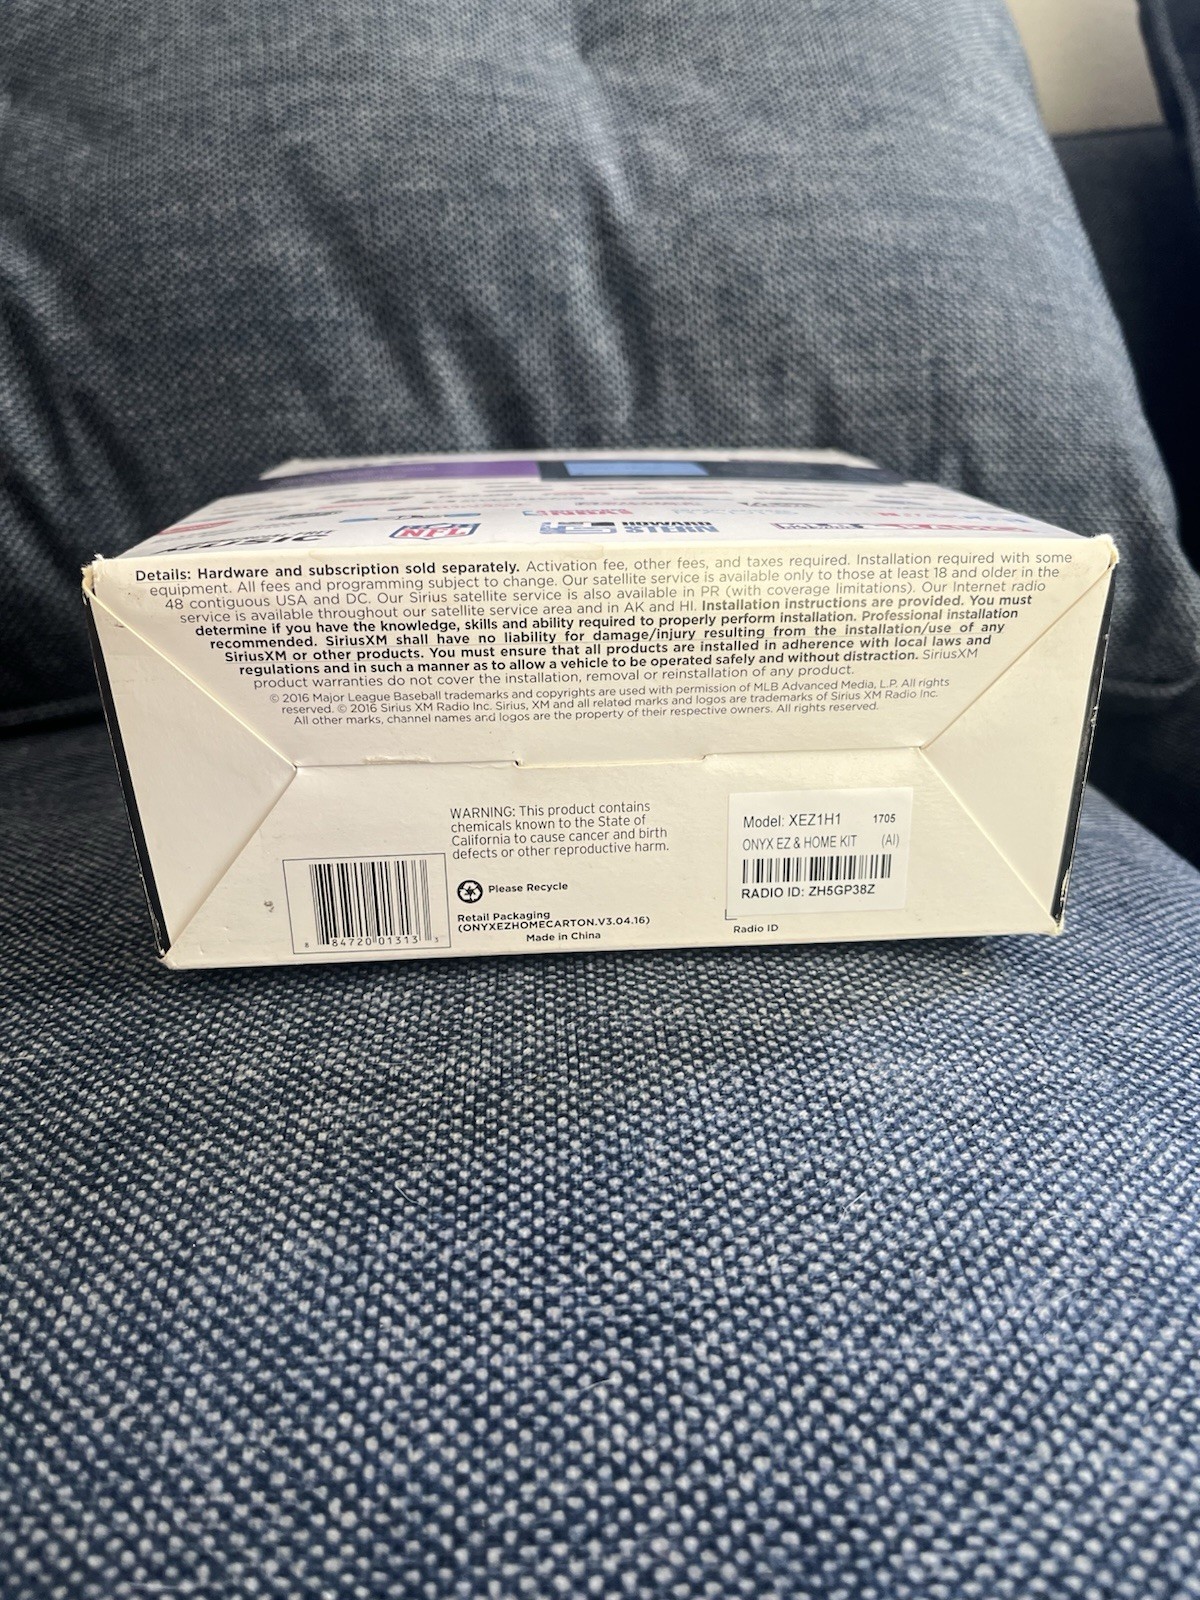 Details: Hardware and subscription sold separately. Activation fee, other fees, and taxes required. Installation required with some
equipment. All fees and programming subject to change. Our satellite service is available only to those at least 18 and older in the
48 contiguous USA and DC. Our Sirius satellite service is also available in PR (with coverage limitations). Our Internet radio
service is available throughout our satellite service area and in AK and HI. Installation instructions are provided. You must
determine if you have the knowledge, skills and ability required to properly perform installation. Professional installation
recommended. SiriusXM shall have no liability for damage/injury resulting from the installation/use of any
SiriusXM or other products. You must ensure that all products are installed in adherence with local laws and
regulations and in such a manner as to allow a vehicle to be operated safely and without distraction. SiriusXM
product warranties do not cover the installation, removal or reinstallation of any product.
© 2016 Major League Baseball trademarks and copyrights are used with permission of MLB Advanced Media, L.P. All rights
reserved. © 2016 Sirius XM Radio Inc. Sirius, XM and all related marks and logos are trademarks of Sirius XM Radio Inc.
All other marks, channel names and logos are the property of their respective owners. All rights reserved.
WARNING: This product contains
chemicals known to the State of
California to cause cancer and birth
defects or other reproductive harm.
Please Recycle
Retail Packaging
(ONYXEZHOMECARTON.V3.04.16)
Made in China
8 84720 01313 3
Model: XEZ1H1 1705
ONYX EZ & HOME KIT (AI)
RADIO ID: ZH5GP38Z
Radio ID
NFL